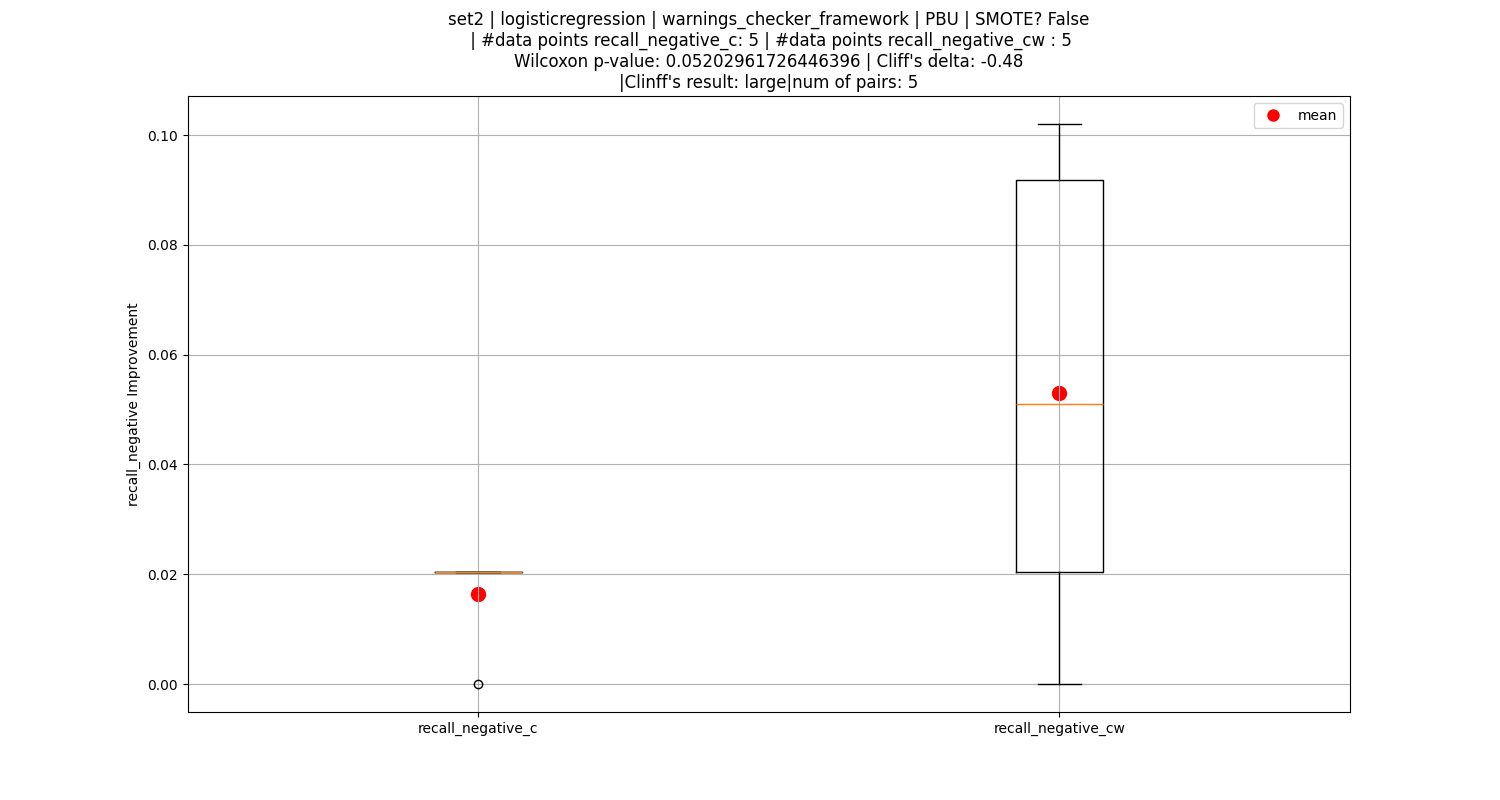 set2 | logisticregression | warnings_checker_framework | PBU | SMOTE? False
| #data points recall_negative_c: 5 | #data points recall_negative_cw : 5
Wilcoxon p-value: 0.05202961726446396 | Cliff's delta: -0.48
|Clinff's result: large|num of pairs: 5
mean
0.10
0.08
0.06
0.04
0.02
0.00
recall_negative Improvement
recall_negative_c
recall_negative_cw